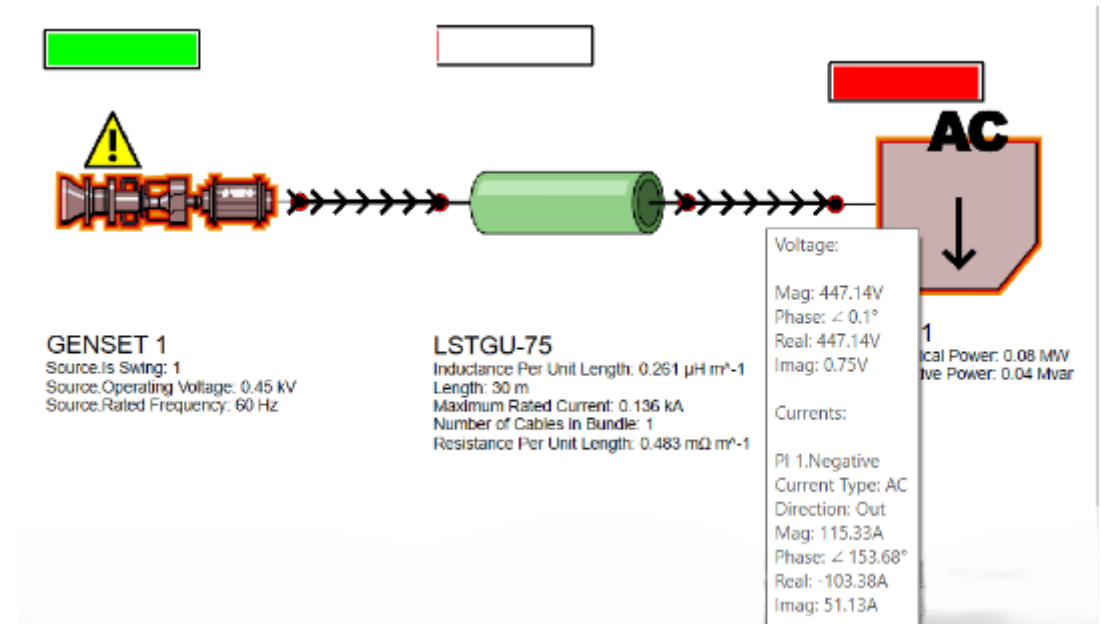 AC
GENSET 1
Source.Is Swing: 1
Source.Operating Voltage: 0.45 kV
Source.Rated Frequency: 60 Hz
LSTGU-75
Inductance Per Unit Length: 0.261 µH m^-1
Length: 30 m
Maximum Rated Current: 0.136 kA
Number of Cables in Bundle: 1
Resistance Per Unit Length: 0.483 mΩ m^-1
Voltage:
Mag: 447.14V
Phase: ∠ 0.1°
Real: 447.14V
Imag: 0.75V
Currents:
PI 1.Negative
Current Type: AC
Direction: Out
Mag: 115.33A
Phase: ∠ 153.68°
Real: -103.38A
Imag: 51.13A
1
ical Power: 0.08 MW
tive Power: 0.04 Mvar